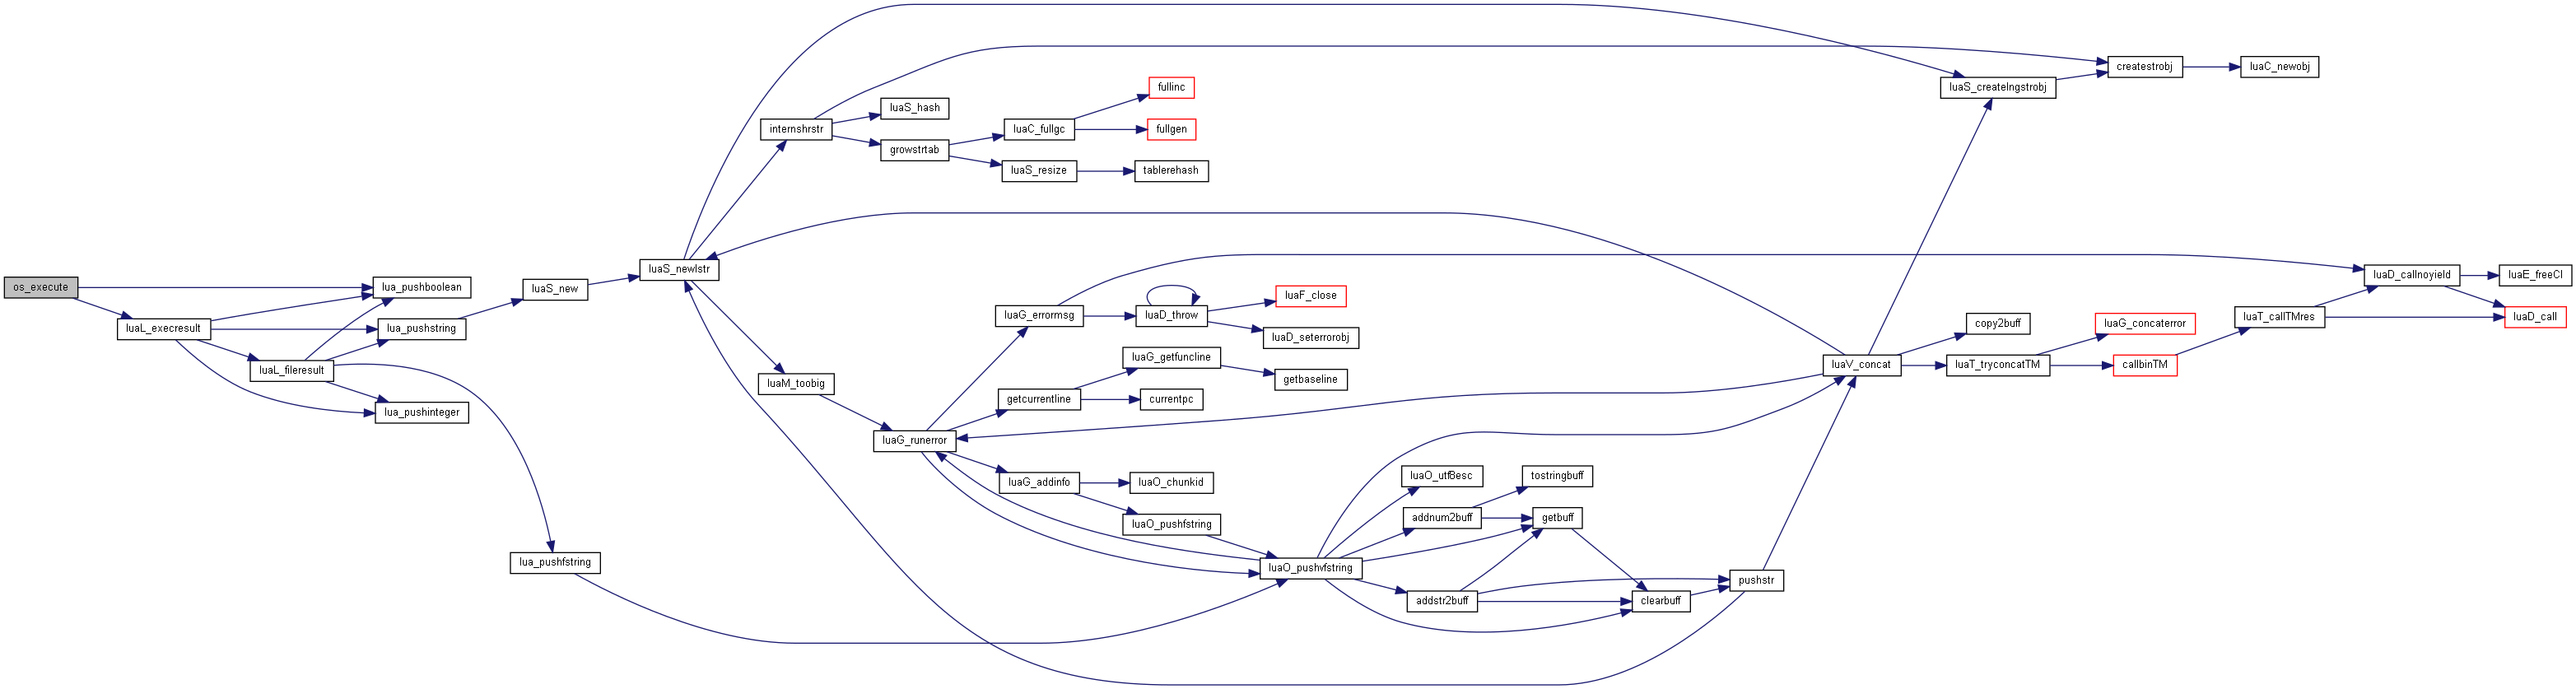 os_execute
luaL_execresult
luaL_fileresult
lua_pushboolean
lua_pushstring
lua_pushinteger
lua_pushfstring
luaS_new
luaS_newlstr
internshrstr
luaS_hash
growstrtab
luaC_fullgc
luaS_resize
fullinc
fullgen
tablerehash
luaM_toobig
luaG_runerror
luaG_errormsg
luaD_throw
luaF_close
luaD_seterrorobj
getcurrentline
luaG_getfuncline
currentpc
getbaseline
luaG_addinfo
luaO_chunkid
luaO_pushfstring
luaO_pushvfstring
luaO_utf8esc
addnum2buff
tostringbuff
getbuff
addstr2buff
clearbuff
pushstr
luaV_concat
luaS_createlngstrobj
createstrobj
luaC_newobj
copy2buff
luaT_tryconcatTM
luaG_concaterror
callbinTM
luaT_callTMres
luaD_callnoyield
luaE_freeCI
luaD_call